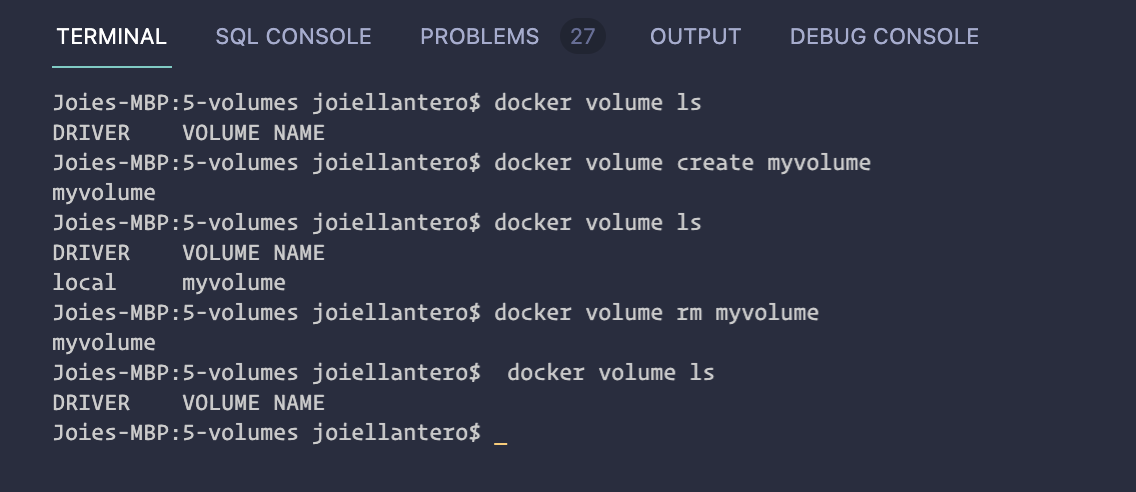 TERMINAL SQL CONSOLE PROBLEMS 27 OUTPUT DEBUG CONSOLE
Joies-MBP:5-volumes joiellantero$ docker volume ls
DRIVER    VOLUME NAME
Joies-MBP:5-volumes joiellantero$ docker volume create myvolume
myvolume
Joies-MBP:5-volumes joiellantero$ docker volume ls
DRIVER    VOLUME NAME
local     myvolume
Joies-MBP:5-volumes joiellantero$ docker volume rm myvolume
myvolume
Joies-MBP:5-volumes joiellantero$  docker volume ls
DRIVER    VOLUME NAME
Joies-MBP:5-volumes joiellantero$ _